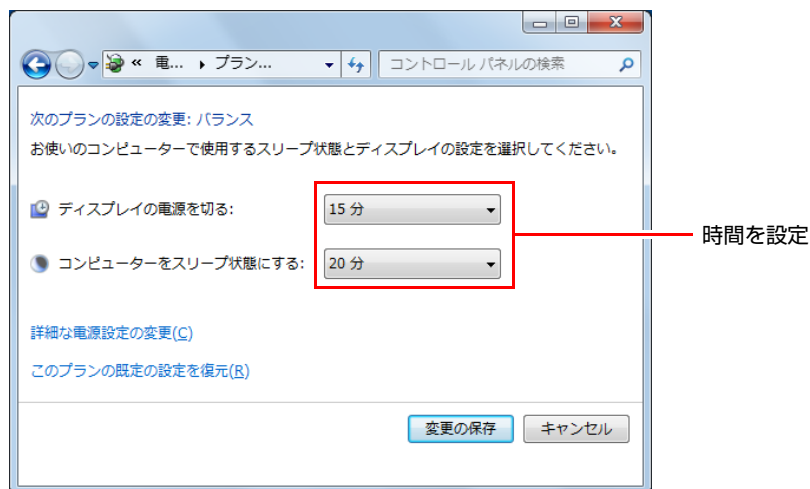 « 電... ▸ プラン...
コントロール パネルの検索
次のプランの設定の変更: バランス
お使いのコンピューターで使用するスリープ状態とディスプレイの設定を選択してください。
ディスプレイの電源を切る: 15 分
時間を設定
コンピューターをスリープ状態にする: 20 分
詳細な電源設定の変更(C)
このプランの既定の設定を復元(R)
変更の保存 キャンセル